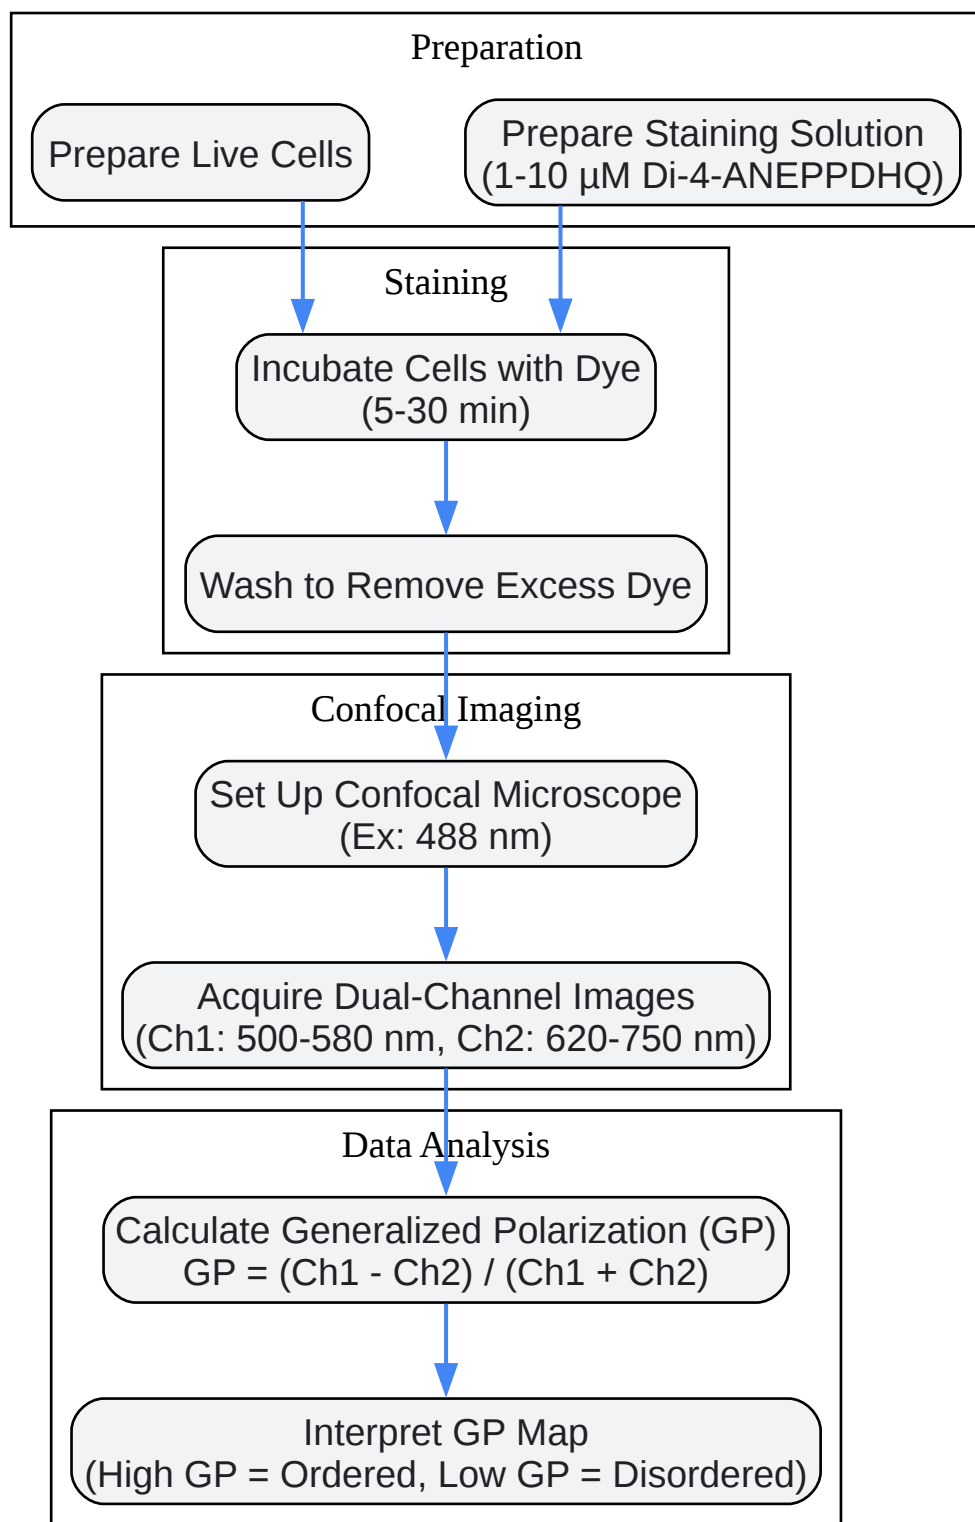 Preparation
Prepare Live Cells
Prepare Staining Solution
(1-10 µM Di-4-ANEPPDHQ)
Staining
Incubate Cells with Dye
(5-30 min)
Wash to Remove Excess Dye
Confocal Imaging
Set Up Confocal Microscope
(Ex: 488 nm)
Acquire Dual-Channel Images
(Ch1: 500-580 nm, Ch2: 620-750 nm)
Data Analysis
Calculate Generalized Polarization (GP)
GP = (Ch1 - Ch2) / (Ch1 + Ch2)
Interpret GP Map
(High GP = Ordered, Low GP = Disordered)